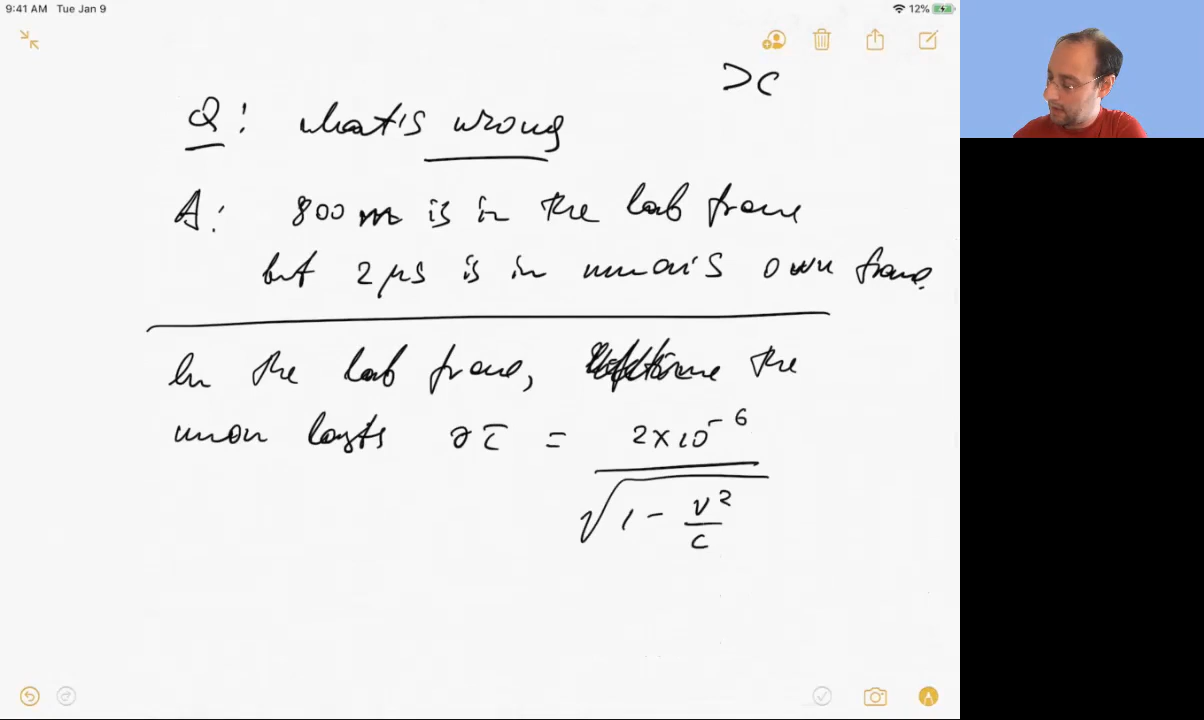 9:41 AM Tue Jan 9
12%
>c
Q: what's wrong
A: 800 m is in the lab frame
but 2 μs is in muon's own frame.
In the lab frame, the
muon lasts γτ = 2×10⁻⁶ / √(1 − v²/c)